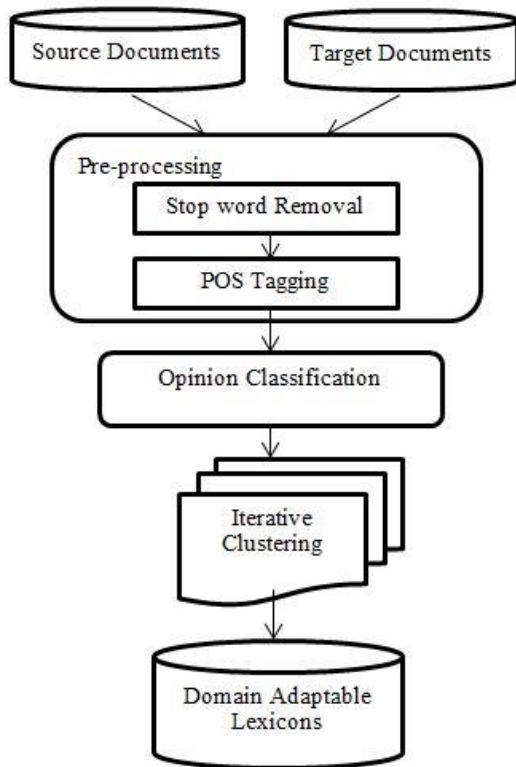 Source Documents
Target Documents
Pre-processing
Stop word Removal
POS Tagging
Opinion Classification
Iterative
Clustering
Domain Adaptable
Lexicons